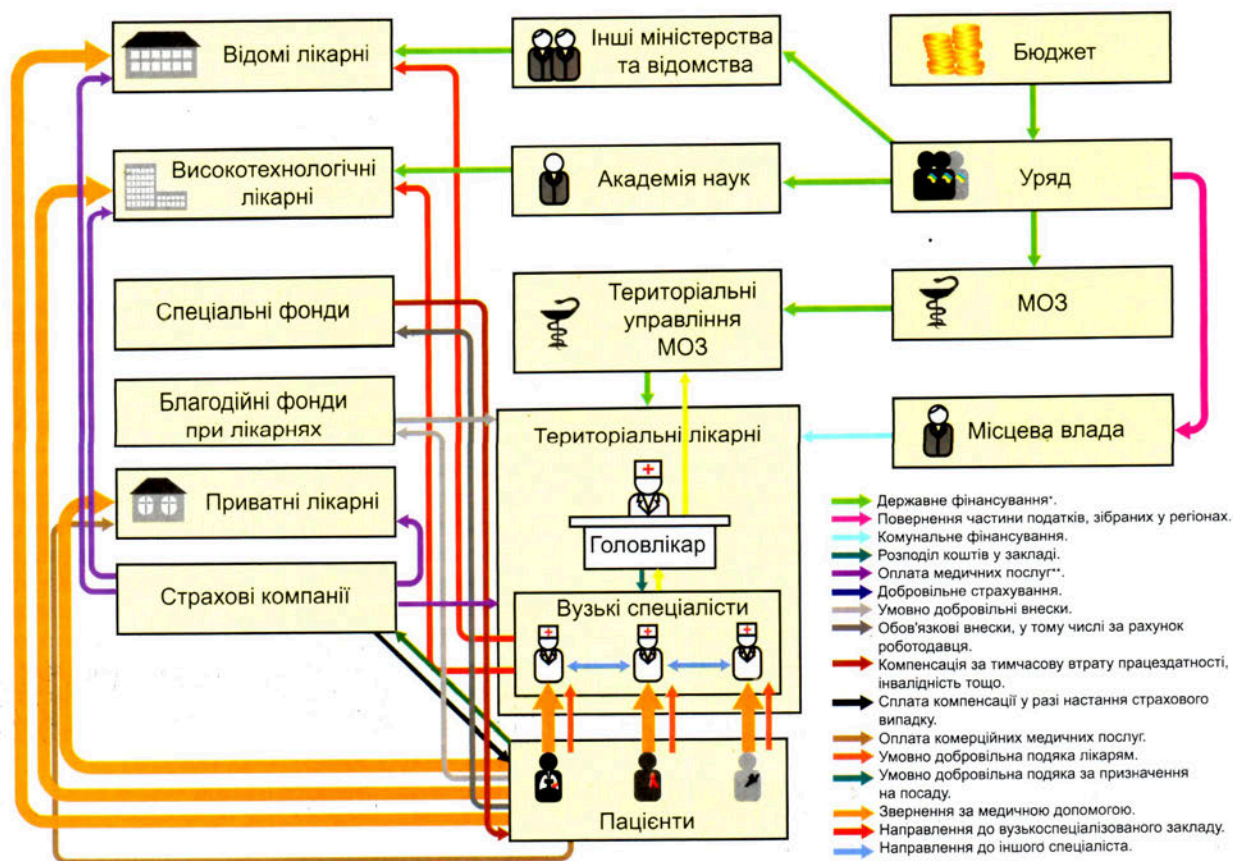 Відомі лікарні
Інші міністерства
та відомства
Бюджет
Високотехнологічні
лікарні
Академія наук
Уряд
Спеціальні фонди
Територіальні
управління
МОЗ
МОЗ
Благодійні фонди
при лікарнях
Територіальні лікарні
Місцева влада
Приватні лікарні
Головлікар
Страхові компанії
Вузькі спеціалісти
Пацієнти
Державне фінансування*.
Повернення частини податків, зібраних у регіонах.
Комунальне фінансування.
Розподіл коштів у закладі.
Оплата медичних послуг**.
Добровільне страхування.
Умовно добровільні внески.
Обов'язкові внески, у тому числі за рахунок
роботодавця.
Компенсація за тимчасову втрату працездатності,
інвалідність тощо.
Сплата компенсації у разі настання страхового
випадку.
Оплата комерційних медичних послуг.
Умовно добровільна подяка лікарям.
Умовно добровільна подяка за призначення
на посаду.
Звернення за медичною допомогою.
Направлення до вузькоспеціалізованого закладу.
Направлення до іншого спеціаліста.